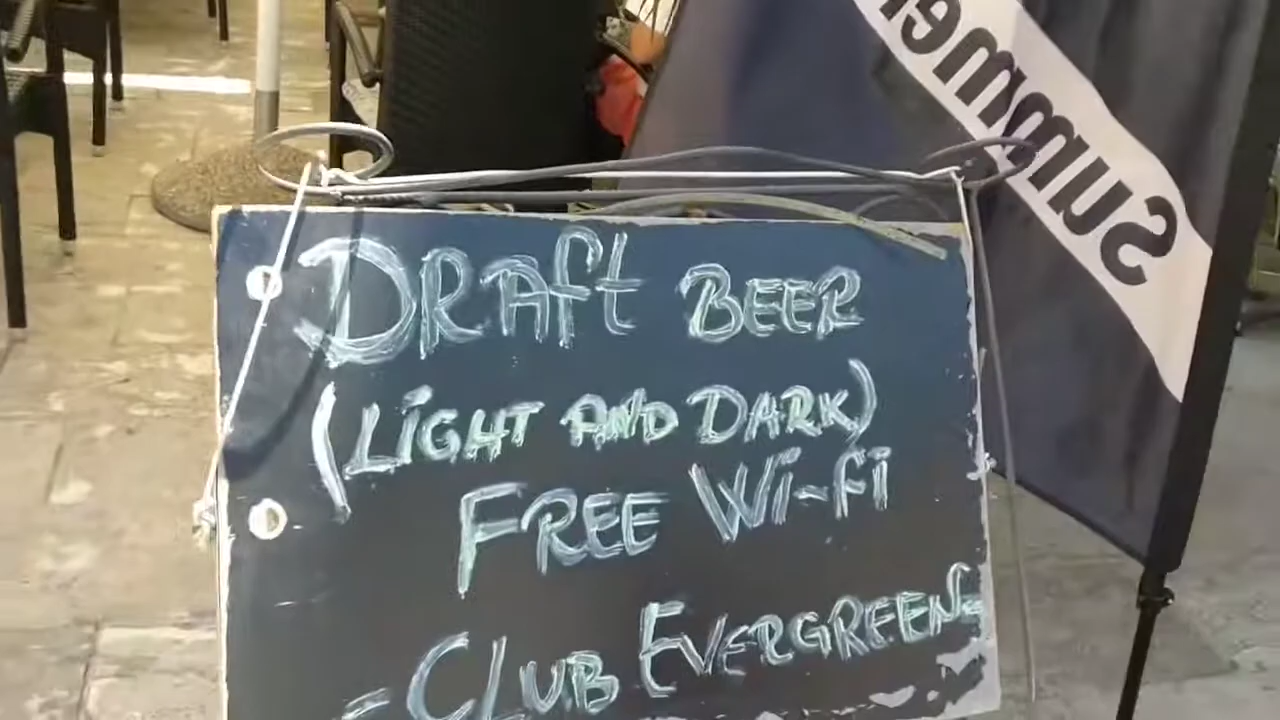 Summer
DRAft BEER
(LiGHT AND DARK)
FREE Wi-fi
- CLUB EVERGREEN -